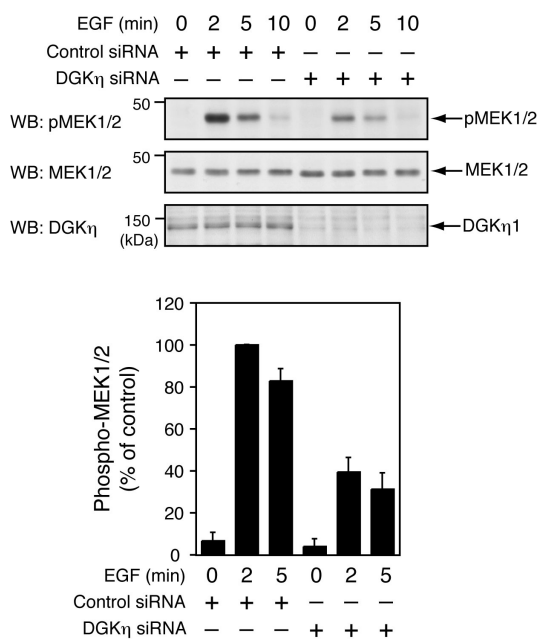 EGF (min) 0 2 5 10 0 2 5 10
Control siRNA + + + + − − − −
DGKη siRNA − − − − + + + +
50
WB: pMEK1/2 pMEK1/2
50
WB: MEK1/2 MEK1/2
150
WB: DGKη DGKη1
(kDa)
120
100
80
60
40
20
0
Phospho-MEK1/2
(% of control)
EGF (min) 0 2 5 0 2 5
Control siRNA + + + − − −
DGKη siRNA − − − + + +